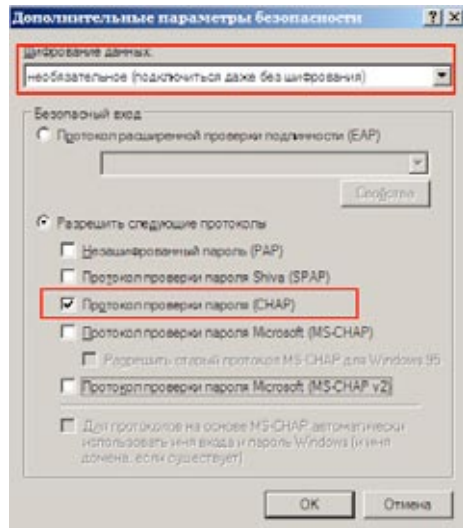 Дополнительные параметры безопасности
Шифрование данных:
необязательное (подключиться даже без шифрования)
Безопасный вход
Протокол расширенной проверки подлинности (EAP)
Свойства
Разрешить следующие протоколы
Незашифрованный пароль (PAP)
Протокол проверки пароля Shiva (SPAP)
Протокол проверки пароля (CHAP)
Протокол проверки пароля Microsoft (MS-CHAP)
Разрешить старый протокол MS-CHAP для Windows 95
Протокол проверки пароля Microsoft (MS-CHAP v2)
Для протоколов на основе MS-CHAP автоматически
использовать имя входа и пароль Windows (и имя
домена, если существует)
OK Отмена